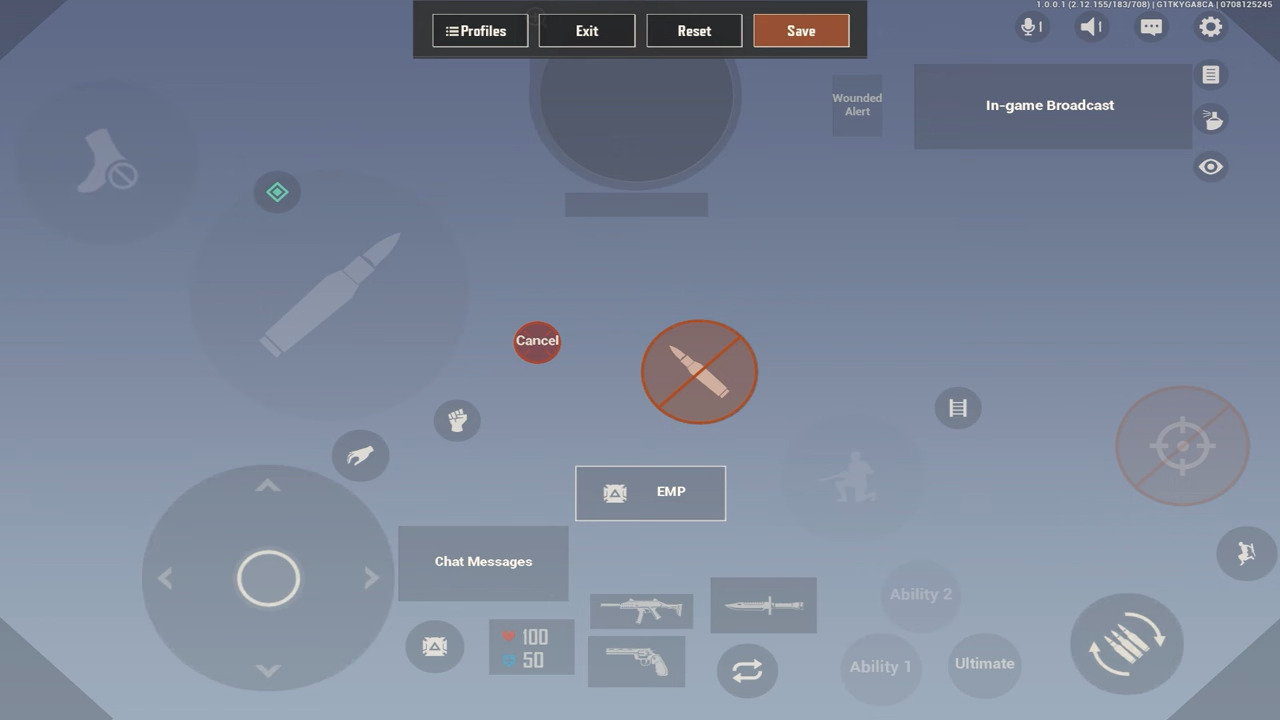 1.0.0.1 (2.12.155/183/708) | G1TKYGA8CA | 0708125245
Profiles
Exit
Reset
Save
Wounded
Alert
In-game Broadcast
Cancel
EMP
Chat Messages
100
50
Ability 2
Ability 1
Ultimate